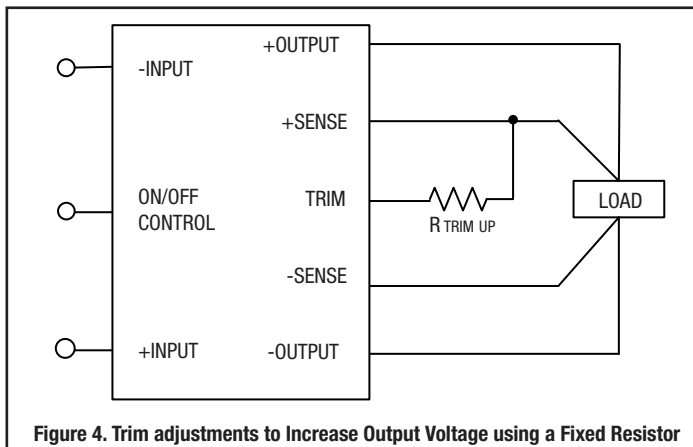 +OUTPUT
-INPUT
+SENSE
ON/OFF
CONTROL
TRIM
R TRIM UP
LOAD
-SENSE
+INPUT
-OUTPUT
Figure 4. Trim adjustments to Increase Output Voltage using a Fixed Resistor